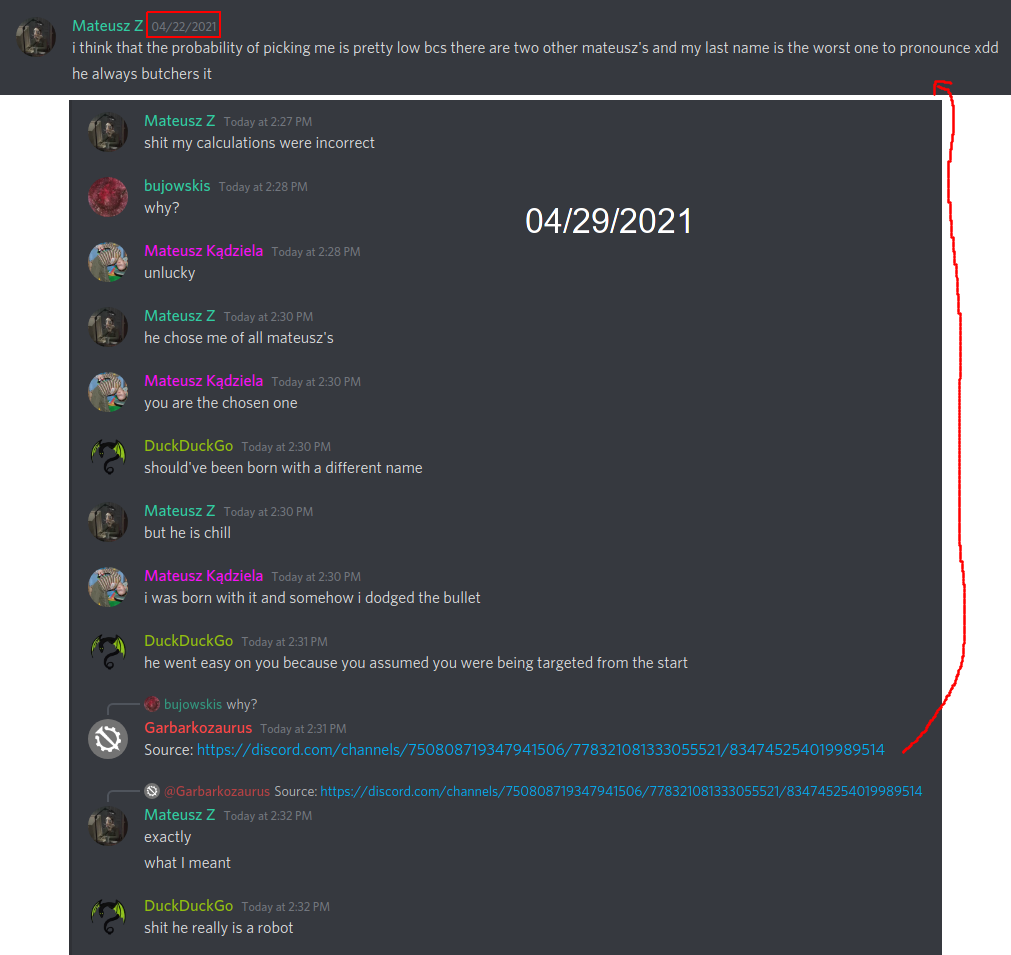 Mateusz Z 04/22/2021
i think that the probability of picking me is pretty low bcs there are two other mateusz's and my last name is the worst one to pronounce xdd
he always butchers it
Mateusz Z Today at 2:27 PM
shit my calculations were incorrect
bujowskis Today at 2:28 PM
why?
04/29/2021
Mateusz Kądziela Today at 2:28 PM
unlucky
Mateusz Z Today at 2:30 PM
he chose me of all mateusz's
Mateusz Kądziela Today at 2:30 PM
you are the chosen one
DuckDuckGo Today at 2:30 PM
should've been born with a different name
Mateusz Z Today at 2:30 PM
but he is chill
Mateusz Kądziela Today at 2:30 PM
i was born with it and somehow i dodged the bullet
DuckDuckGo Today at 2:31 PM
he went easy on you because you assumed you were being targeted from the start
bujowskis why?
Garbarkozaurus Today at 2:31 PM
Source: https://discord.com/channels/750808719347941506/778321081333055521/834745254019989514
@Garbarkozaurus Source: https://discord.com/channels/750808719347941506/778321081333055521/834745254019989514
Mateusz Z Today at 2:32 PM
exactly
what I meant
DuckDuckGo Today at 2:32 PM
shit he really is a robot